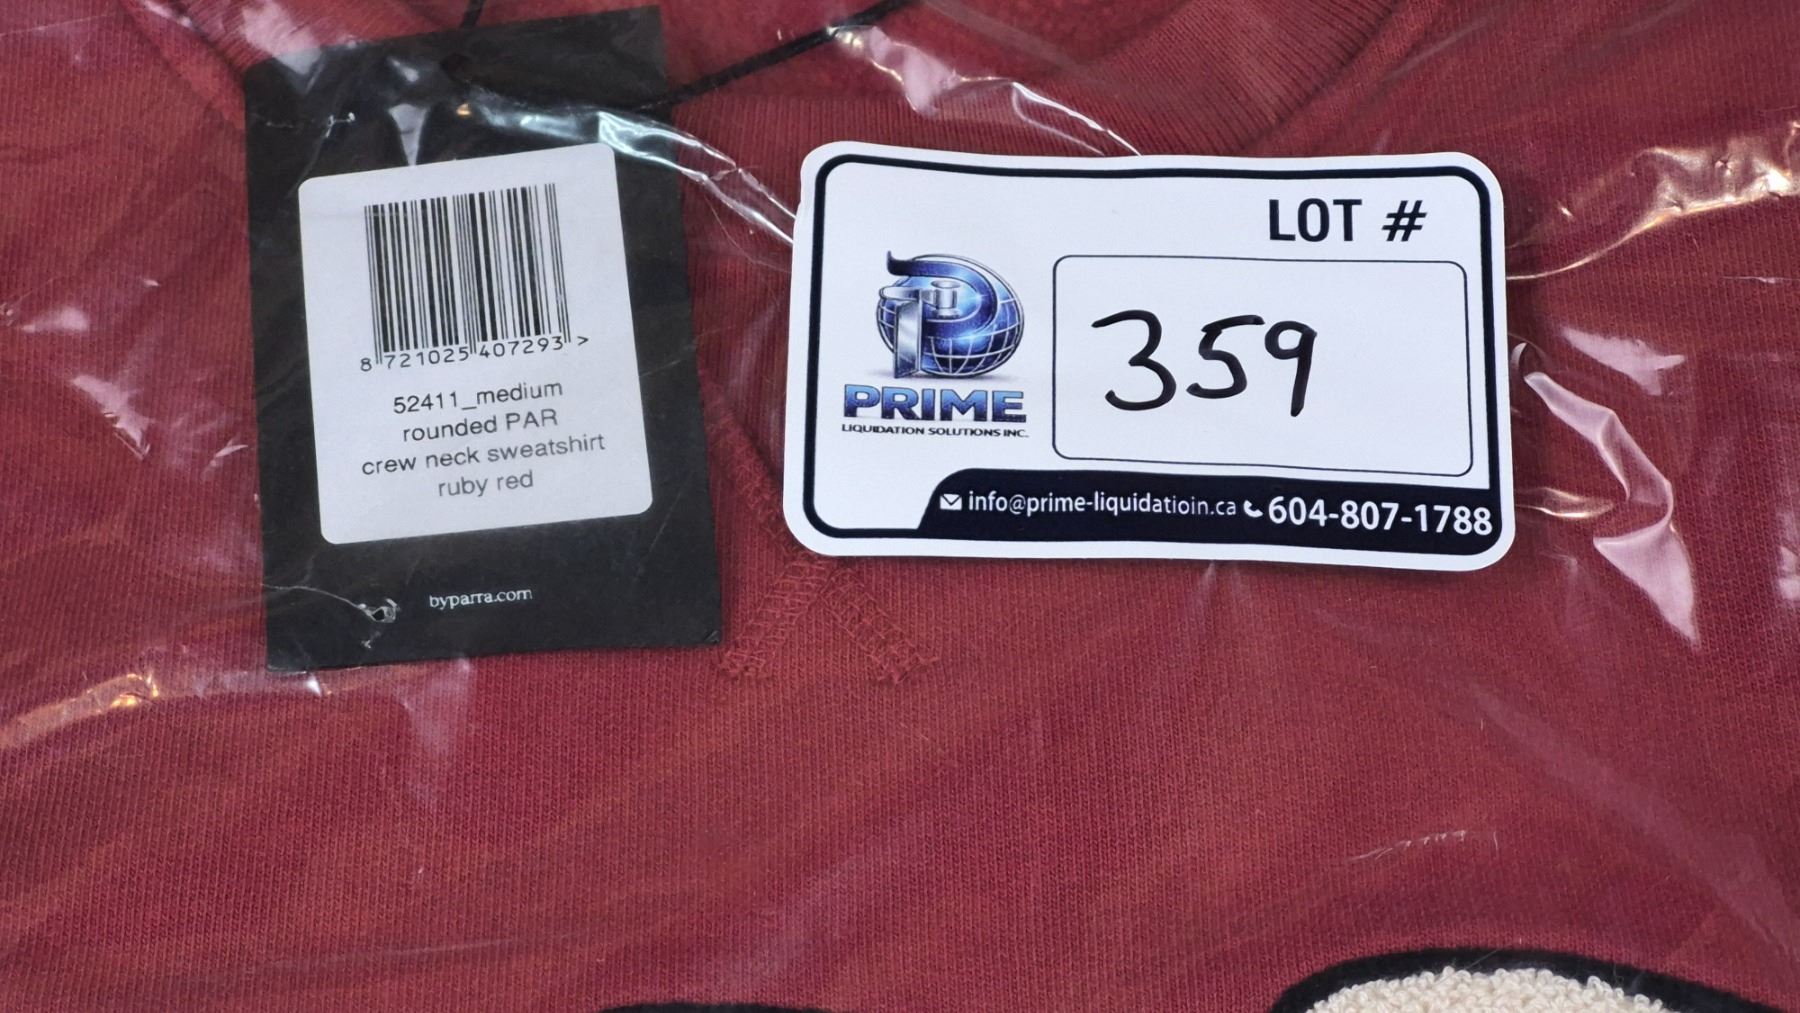 8 721025 407293 >
52411_medium
rounded PAR
crew neck sweatshirt
ruby red
byparra.com
LOT #
359
PRIME
LIQUIDATION SOLUTIONS INC.
info@prime-liquidatioin.ca 604-807-1788